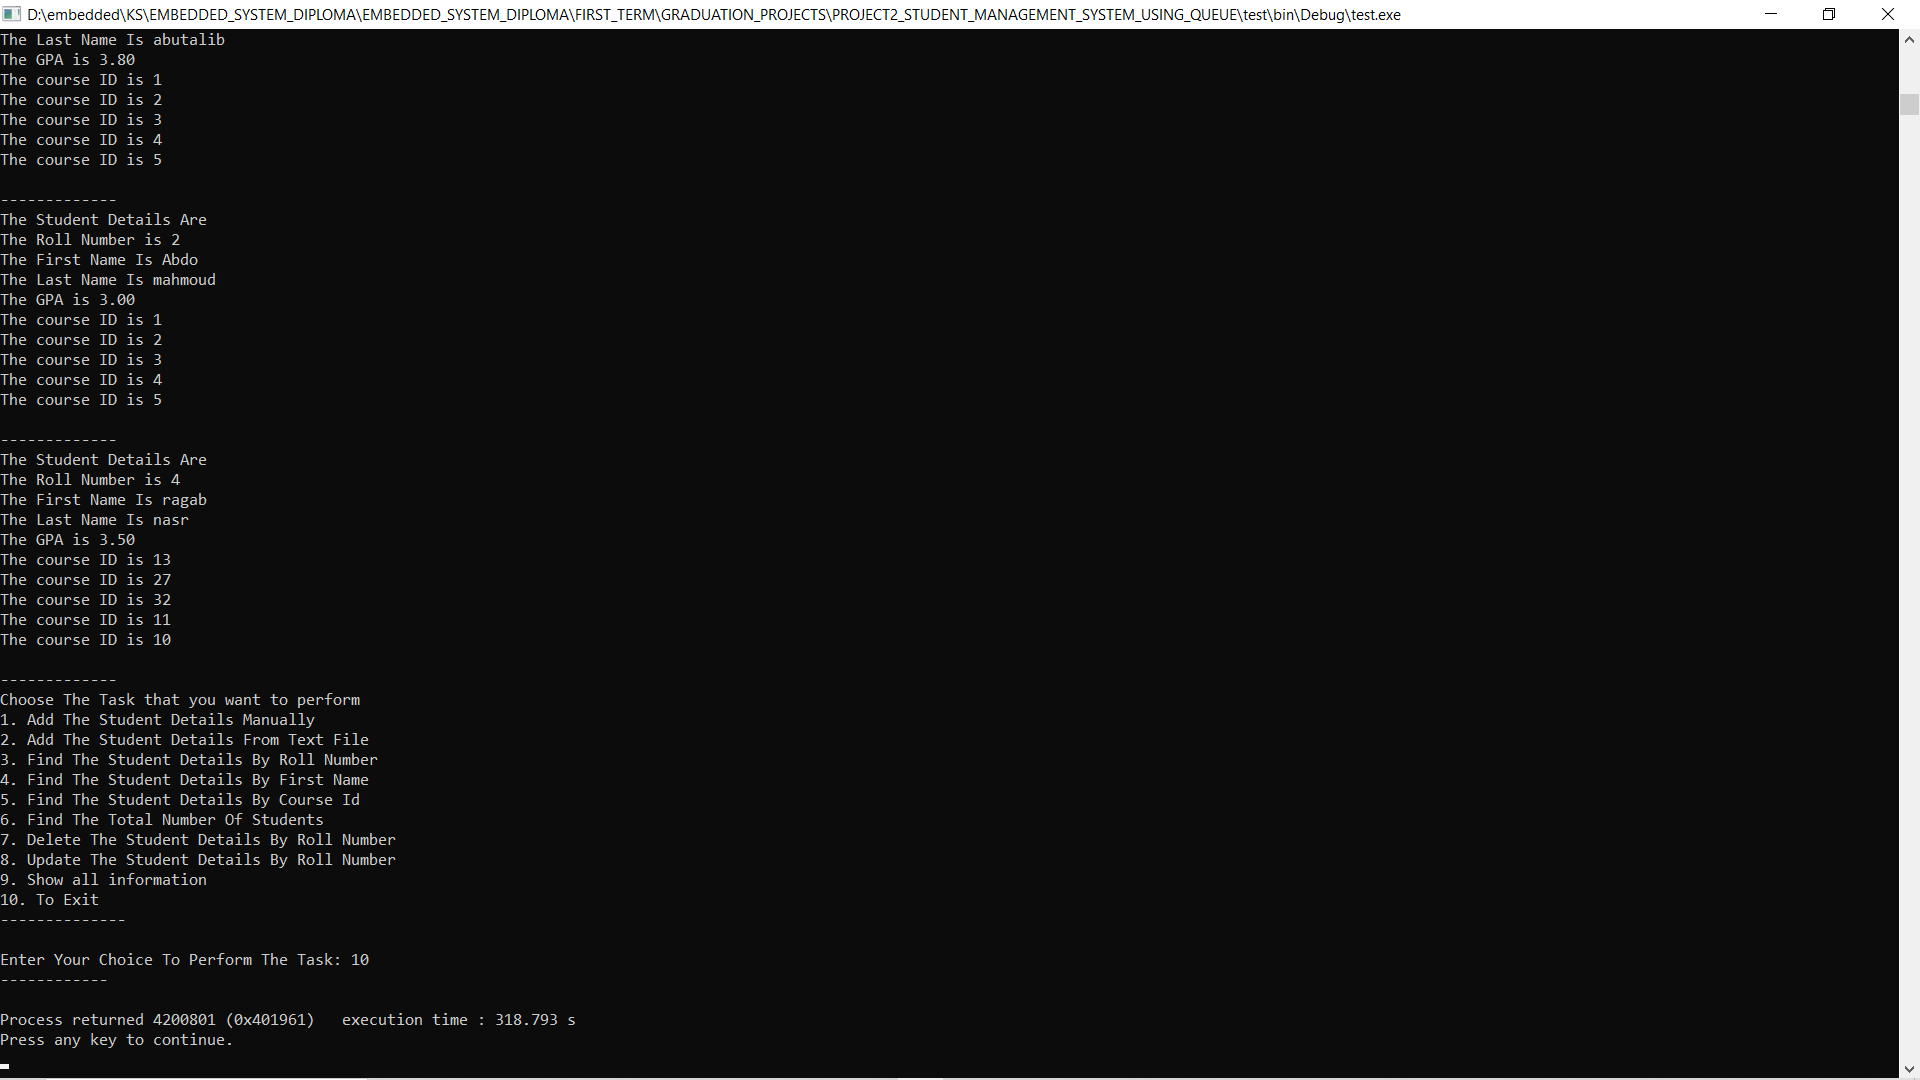 D:\embedded\KS\EMBEDDED_SYSTEM_DIPLOMA\EMBEDDED_SYSTEM_DIPLOMA\FIRST_TERM\GRADUATION_PROJECTS\PROJECT2_STUDENT_MANAGEMENT_SYSTEM_USING_QUEUE\test\bin\Debug\test.exe
The Last Name Is abutalib
The GPA is 3.80
The course ID is 1
The course ID is 2
The course ID is 3
The course ID is 4
The course ID is 5
-------------
The Student Details Are
The Roll Number is 2
The First Name Is Abdo
The Last Name Is mahmoud
The GPA is 3.00
The course ID is 1
The course ID is 2
The course ID is 3
The course ID is 4
The course ID is 5
-------------
The Student Details Are
The Roll Number is 4
The First Name Is ragab
The Last Name Is nasr
The GPA is 3.50
The course ID is 13
The course ID is 27
The course ID is 32
The course ID is 11
The course ID is 10
-------------
Choose The Task that you want to perform
1. Add The Student Details Manually
2. Add The Student Details From Text File
3. Find The Student Details By Roll Number
4. Find The Student Details By First Name
5. Find The Student Details By Course Id
6. Find The Total Number Of Students
7. Delete The Student Details By Roll Number
8. Update The Student Details By Roll Number
9. Show all information
10. To Exit
--------------
Enter Your Choice To Perform The Task: 10
------------
Process returned 4200801 (0x401961)   execution time : 318.793 s
Press any key to continue.